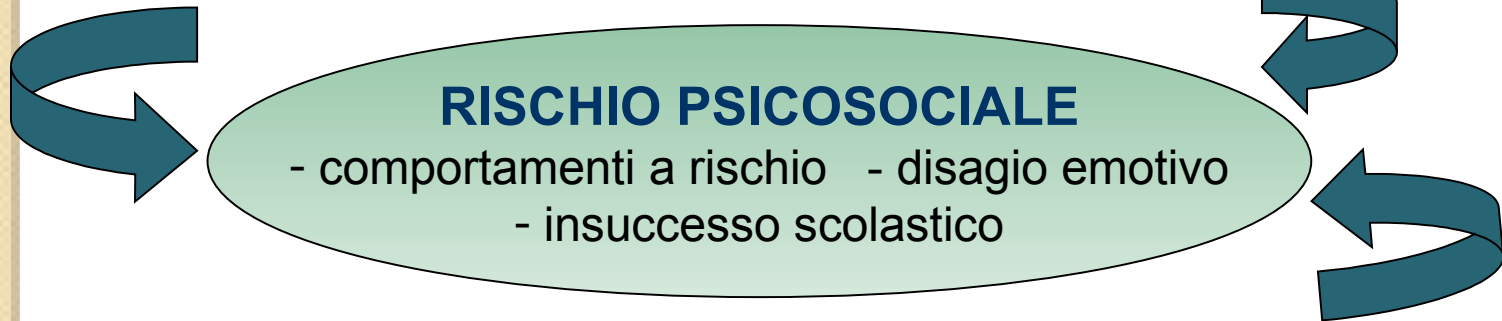 RISCHIO PSICOSOCIALE
- comportamenti a rischio - disagio emotivo
- insuccesso scolastico